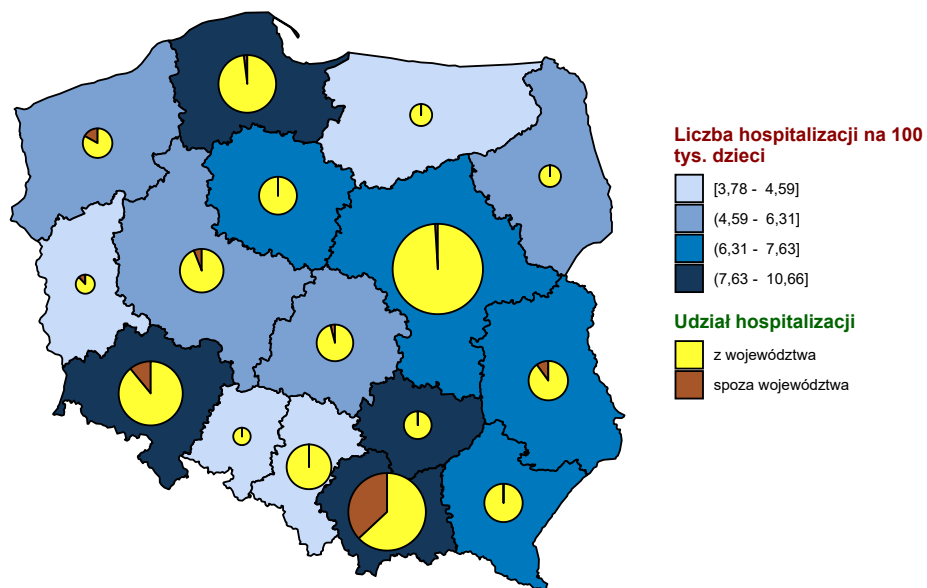 Liczba hospitalizacji na 100
tys. dzieci
[3,78 - 4,59]
(4,59 - 6,31]
(6,31 - 7,63]
(7,63 - 10,66]
Udział hospitalizacji
z województwa
spoza województwa